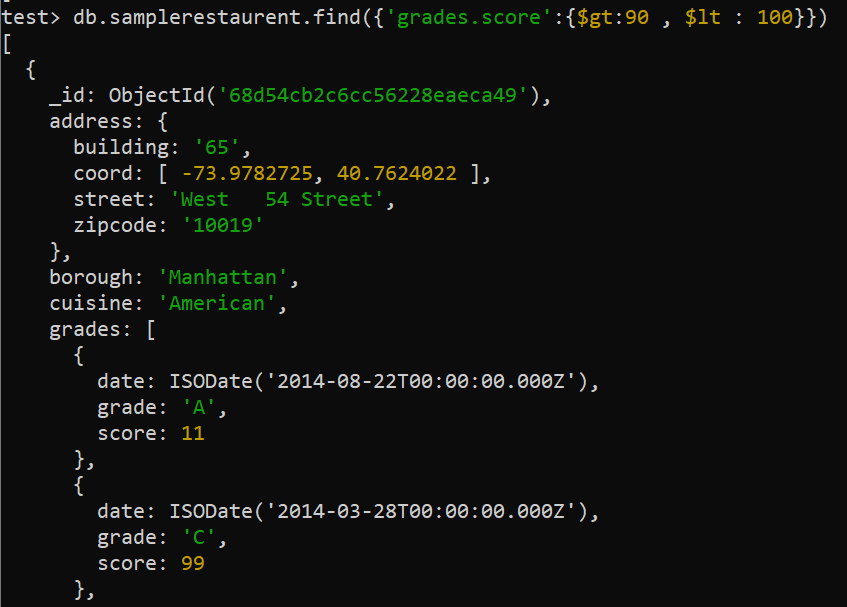 test> db.samplerestaurent.find({'grades.score':{$gt:90 , $lt : 100}})
[
  {
    _id: ObjectId('68d54cb2c6cc56228eaeca49'),
    address: {
      building: '65',
      coord: [ -73.9782725, 40.7624022 ],
      street: 'West   54 Street',
      zipcode: '10019'
    },
    borough: 'Manhattan',
    cuisine: 'American',
    grades: [
      {
        date: ISODate('2014-08-22T00:00:00.000Z'),
        grade: 'A',
        score: 11
      },
      {
        date: ISODate('2014-03-28T00:00:00.000Z'),
        grade: 'C',
        score: 99
      },